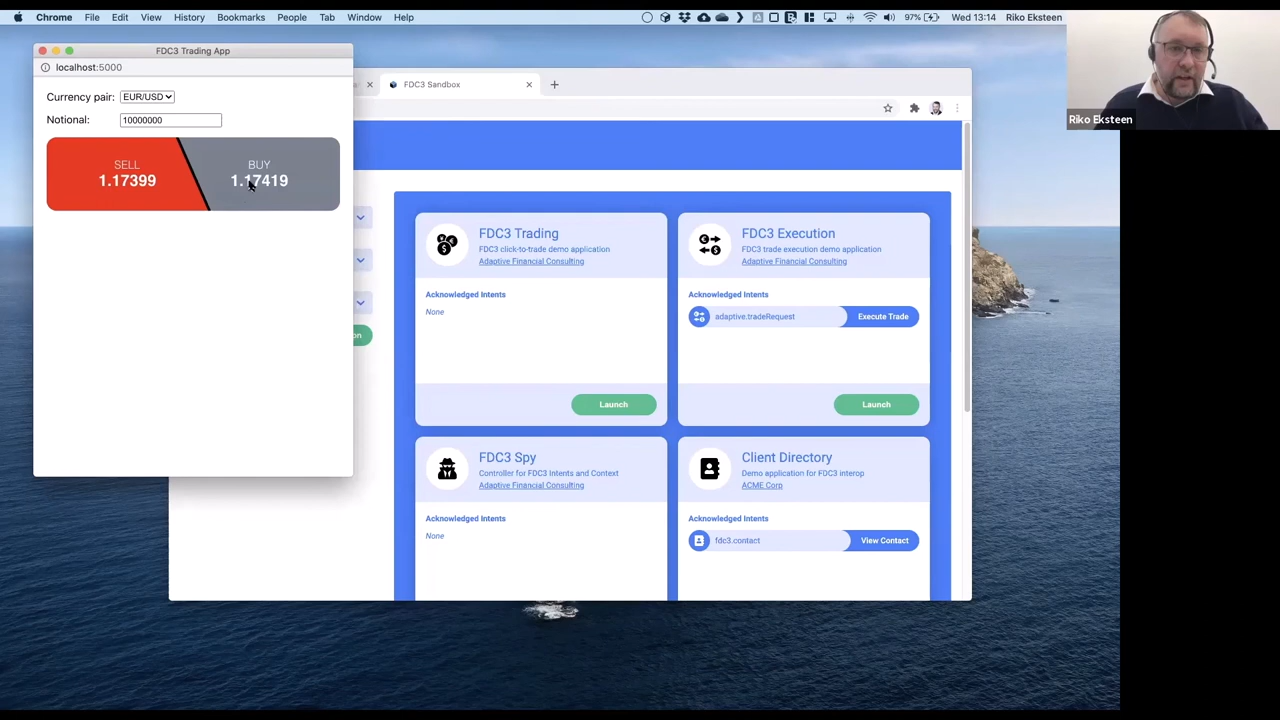 Chrome File Edit View History Bookmarks People Tab Window Help
97% Wed 13:14 Riko Eksteen
FDC3 Trading App
localhost:5000
Currency pair: EUR/USD
Notional: 10000000
SELL
1.17399
BUY
1.17419
FDC3 Sandbox
FDC3 Trading
FDC3 click-to-trade demo application
Adaptive Financial Consulting
Acknowledged Intents
None
Launch
FDC3 Execution
FDC3 trade execution demo application
Adaptive Financial Consulting
Acknowledged Intents
adaptive.tradeRequest Execute Trade
Launch
FDC3 Spy
Controller for FDC3 Intents and Context
Adaptive Financial Consulting
Acknowledged Intents
None
Client Directory
Demo application for FDC3 interop
ACME Corp
Acknowledged Intents
fdc3.contact View Contact
Riko Eksteen